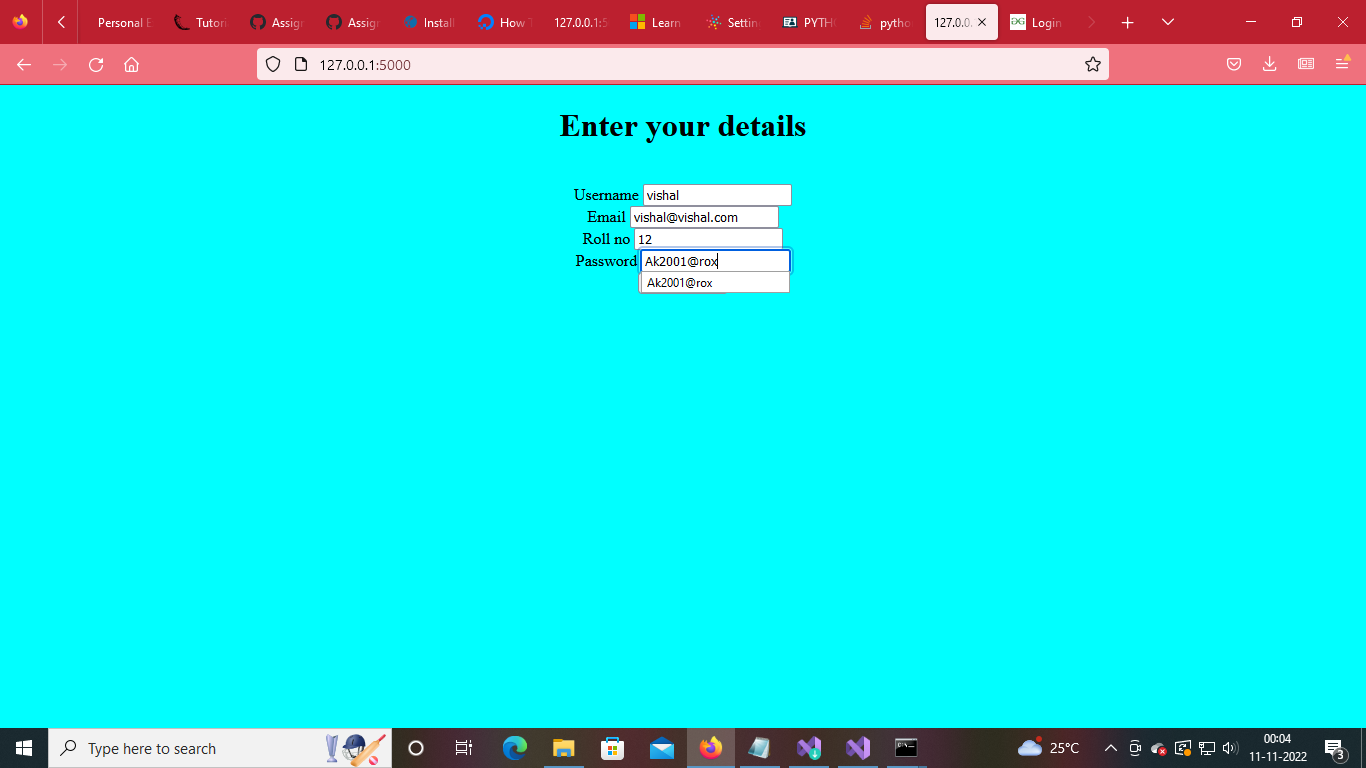 Personal E
Tutori
Assign
Assign
Install
How T
127.0.0.1:5
Learn
Settin
PYTHO
pytho
127.0.0.
Login
127.0.0.1:5000
Enter your details
Username vishal
Email vishal@vishal.com
Roll no 12
Password Ak2001@rox
Ak2001@rox
Type here to search
25°C
00:04
11-11-2022
3